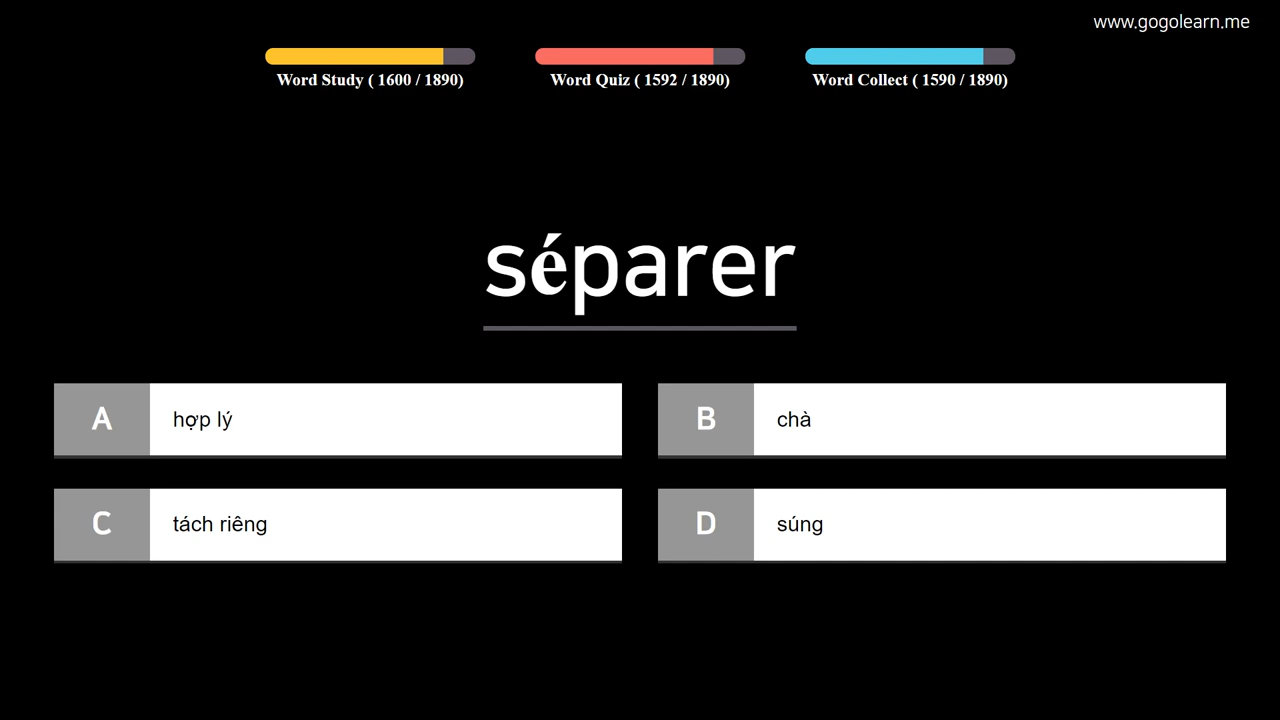 www.gogolearn.me
Word Study ( 1600 / 1890)
Word Quiz ( 1592 / 1890)
Word Collect ( 1590 / 1890)
séparer
A hợp lý
B chà
C tách riêng
D súng